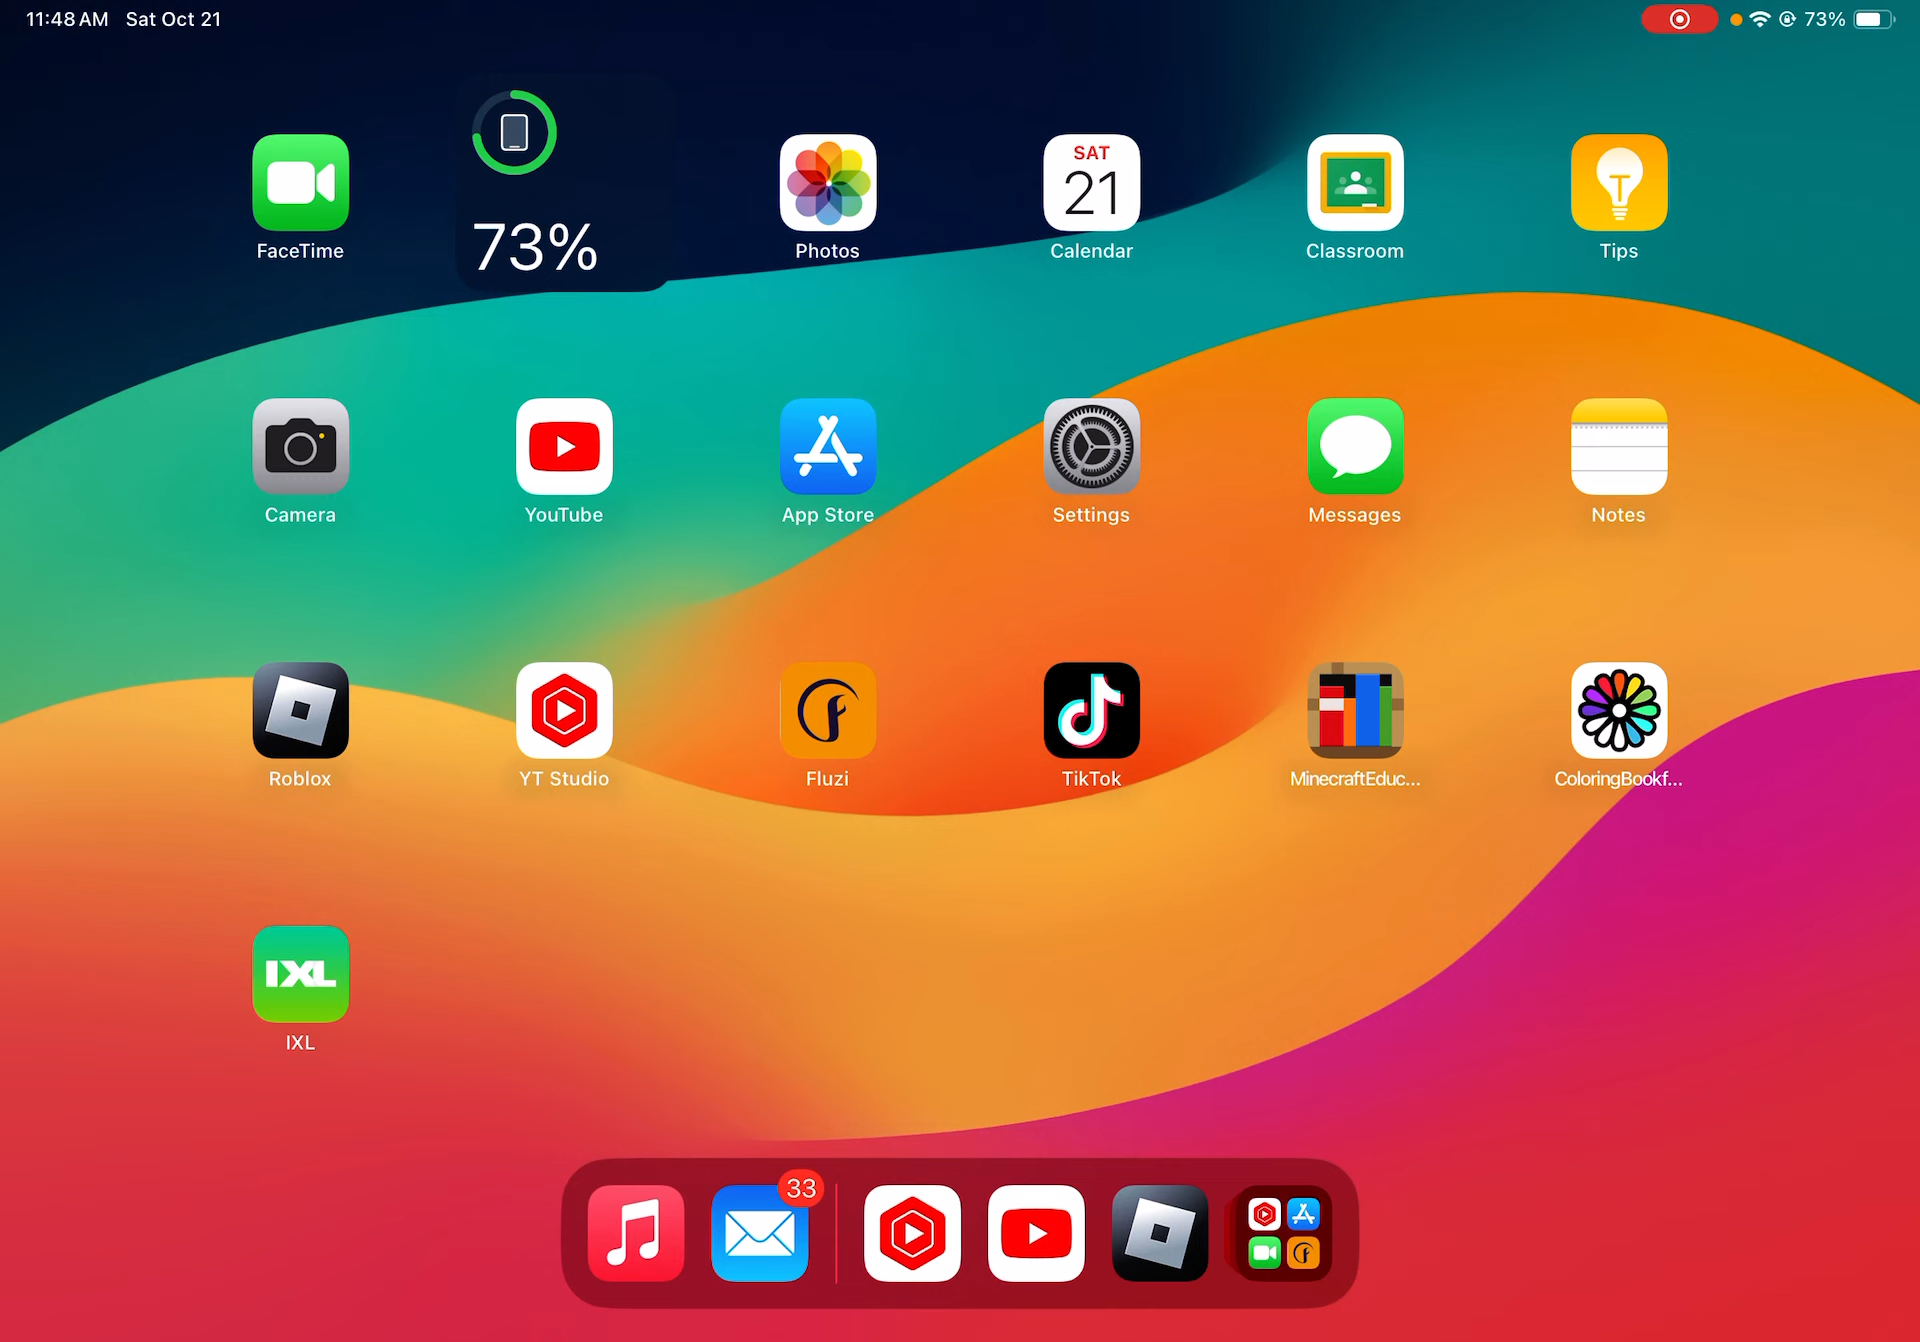 11:48 AM Sat Oct 21
73%
73%
SAT
21
T
FaceTime
Photos
Calendar
Classroom
Tips
Camera
YouTube
App Store
Settings
Messages
Notes
Roblox
YT Studio
f
Fluzi
TikTok
MinecraftEduc...
ColoringBookf...
IXL
IXL
33
f